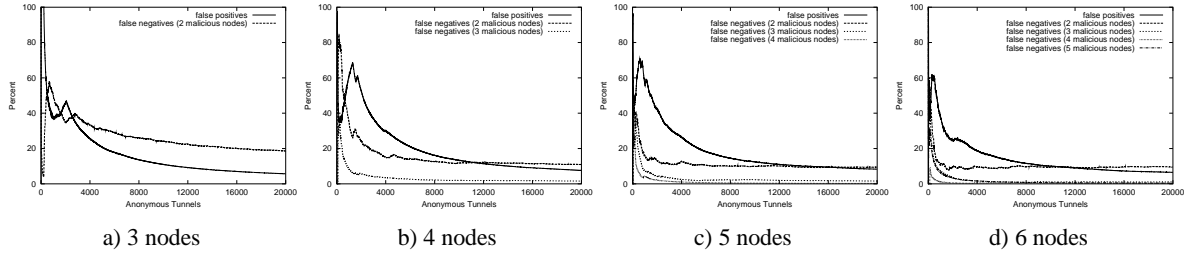 100
80
60
40
20
0
Percent
0 4000 8000 12000 16000 20000
Anonymous Tunnels
false positives
false negatives (2 malicious nodes)
a) 3 nodes
100
80
60
40
20
0
Percent
0 4000 8000 12000 16000 20000
Anonymous Tunnels
false positives
false negatives (2 malicious nodes)
false negatives (3 malicious nodes)
b) 4 nodes
100
80
60
40
20
0
Percent
0 4000 8000 12000 16000 20000
Anonymous Tunnels
false positives
false negatives (2 malicious nodes)
false negatives (3 malicious nodes)
false negatives (4 malicious nodes)
c) 5 nodes
100
80
60
40
20
0
Percent
0 4000 8000 12000 16000 20000
Anonymous Tunnels
false positives
false negatives (2 malicious nodes)
false negatives (3 malicious nodes)
false negatives (4 malicious nodes)
false negatives (5 malicious nodes)
d) 6 nodes